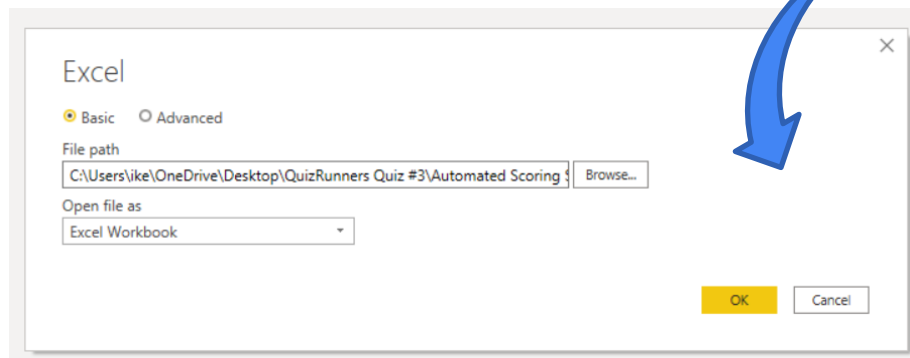 Excel
Basic Advanced
File path
C:\Users\ike\OneDrive\Desktop\QuizRunners Quiz #3\Automated Scoring Browse...
Open file as
Excel Workbook
OK Cancel